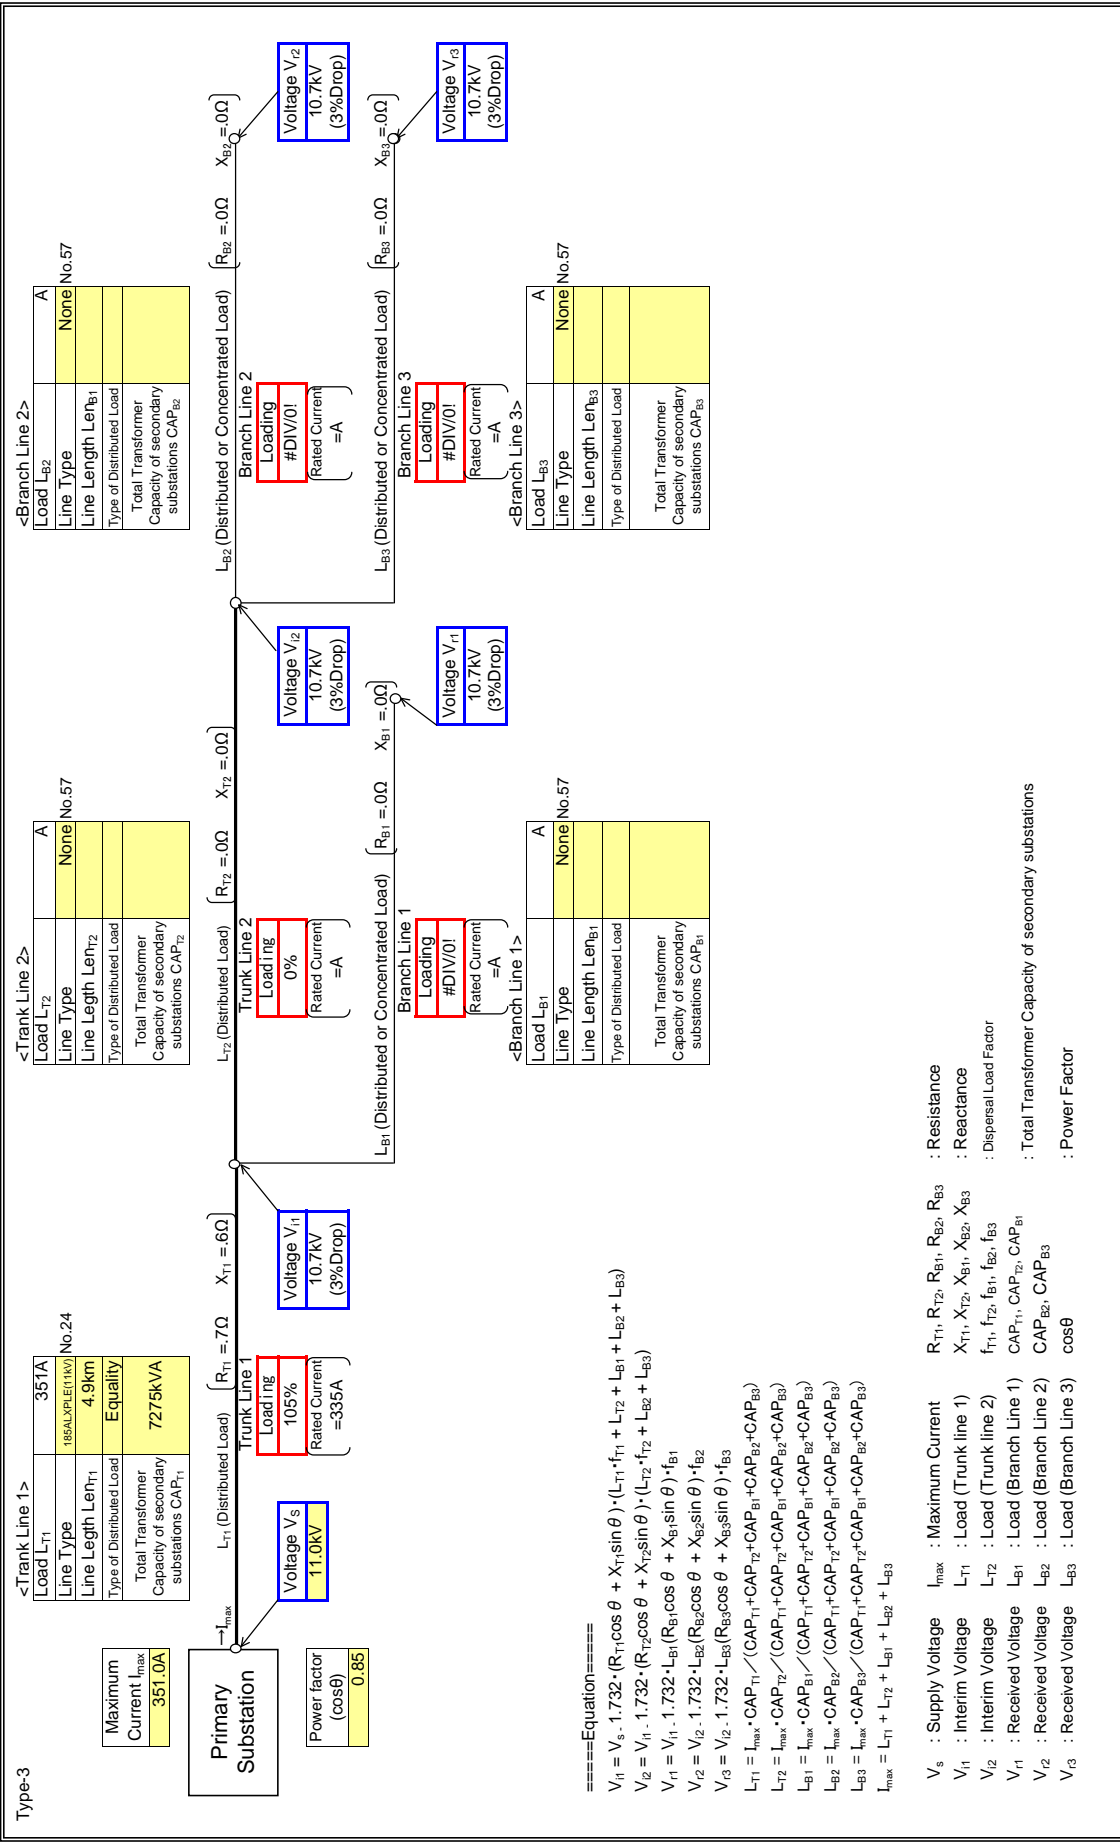 Type-3
Maximum
Current Imax
351.0A
Power factor
(cosθ)
0.85
Primary
Substation
→Imax
Voltage Vs
11.0kV
<Trank Line 1>
Load LT1 351A
Line Type 185ALXPLE(11kV) No.24
Line Legth LenT1 4.9km
Type of Distributed Load Equality
Total Transformer
Capacity of secondary
substations CAPT1
7275kVA
LT1 (Distributed Load) RT1 =.7Ω XT1 =.6Ω
Trunk Line 1
Loading
105%
Rated Current
=335A
Voltage Vi1
10.7kV
(3%Drop)
<Trank Line 2>
Load LT2 A
Line Type None No.57
Line Legth LenT2
Type of Distributed Load
Total Transformer
Capacity of secondary
substations CAPT2
LT2 (Distributed Load) RT2 =.0Ω XT2 =.0Ω
Trunk Line 2
Loading
0%
Rated Current
=A
Voltage Vi2
10.7kV
(3%Drop)
LB1 (Distributed or Concentrated Load) RB1 =.0Ω XB1 =.0Ω
Branch Line 1
Loading
#DIV/0!
Rated Current
=A
Voltage Vr1
10.7kV
(3%Drop)
<Branch Line 1>
Load LB1 A
Line Type None No.57
Line Length LenB1
Type of Distributed Load
Total Transformer
Capacity of secondary
substations CAPB1
<Branch Line 2>
Load LB2 A
Line Type None No.57
Line Length LenB1
Type of Distributed Load
Total Transformer
Capacity of secondary
substations CAPB2
LB2 (Distributed or Concentrated Load) RB2 =.0Ω XB2 =.0Ω
Branch Line 2
Loading
#DIV/0!
Rated Current
=A
Voltage Vr2
10.7kV
(3%Drop)
LB3 (Distributed or Concentrated Load) RB3 =.0Ω XB3 =.0Ω
Branch Line 3
Loading
#DIV/0!
Rated Current
=A
Voltage Vr3
10.7kV
(3%Drop)
<Branch Line 3>
Load LB3 A
Line Type None No.57
Line Length LenB3
Type of Distributed Load
Total Transformer
Capacity of secondary
substations CAPB3
=====Equation=====
Vi1 = Vs - 1.732・(RT1cos θ + XT1sin θ)・(LT1・fT1 + LT2 + LB1 + LB2 + LB3)
Vi2 = Vi1 - 1.732・(RT2cos θ + XT2sin θ)・(LT2・fT2 + LB2 + LB3)
Vr1 = Vi1 - 1.732・LB1(RB1cos θ + XB1sin θ)・fB1
Vr2 = Vi2 - 1.732・LB2(RB2cos θ + XB2sin θ)・fB2
Vr3 = Vi2 - 1.732・LB3(RB3cos θ + XB3sin θ)・fB3
LT1 = Imax・CAPT1／(CAPT1+CAPT2+CAPB1+CAPB2+CAPB3)
LT2 = Imax・CAPT2／(CAPT1+CAPT2+CAPB1+CAPB2+CAPB3)
LB1 = Imax・CAPB1／(CAPT1+CAPT2+CAPB1+CAPB2+CAPB3)
LB2 = Imax・CAPB2／(CAPT1+CAPT2+CAPB1+CAPB2+CAPB3)
LB3 = Imax・CAPB3／(CAPT1+CAPT2+CAPB1+CAPB2+CAPB3)
Imax = LT1 + LT2 + LB1 + LB2 + LB3
Vs : Supply Voltage Imax : Maximum Current RT1, RT2, RB1, RB2, RB3 : Resistance
Vi1 : Interim Voltage LT1 : Load (Trunk line 1) XT1, XT2, XB1, XB2, XB3 : Reactance
Vi2 : Interim Voltage LT2 : Load (Trunk line 2) fT1, fT2, fB1, fB2, fB3 : Dispersal Load Factor
Vr1 : Received Voltage LB1 : Load (Branch Line 1) CAPT1, CAPT2, CAPB1
Vr2 : Received Voltage LB2 : Load (Branch Line 2) CAPB2, CAPB3 : Total Transformer Capacity of secondary substations
Vr3 : Received Voltage LB3 : Load (Branch Line 3) cosθ : Power Factor